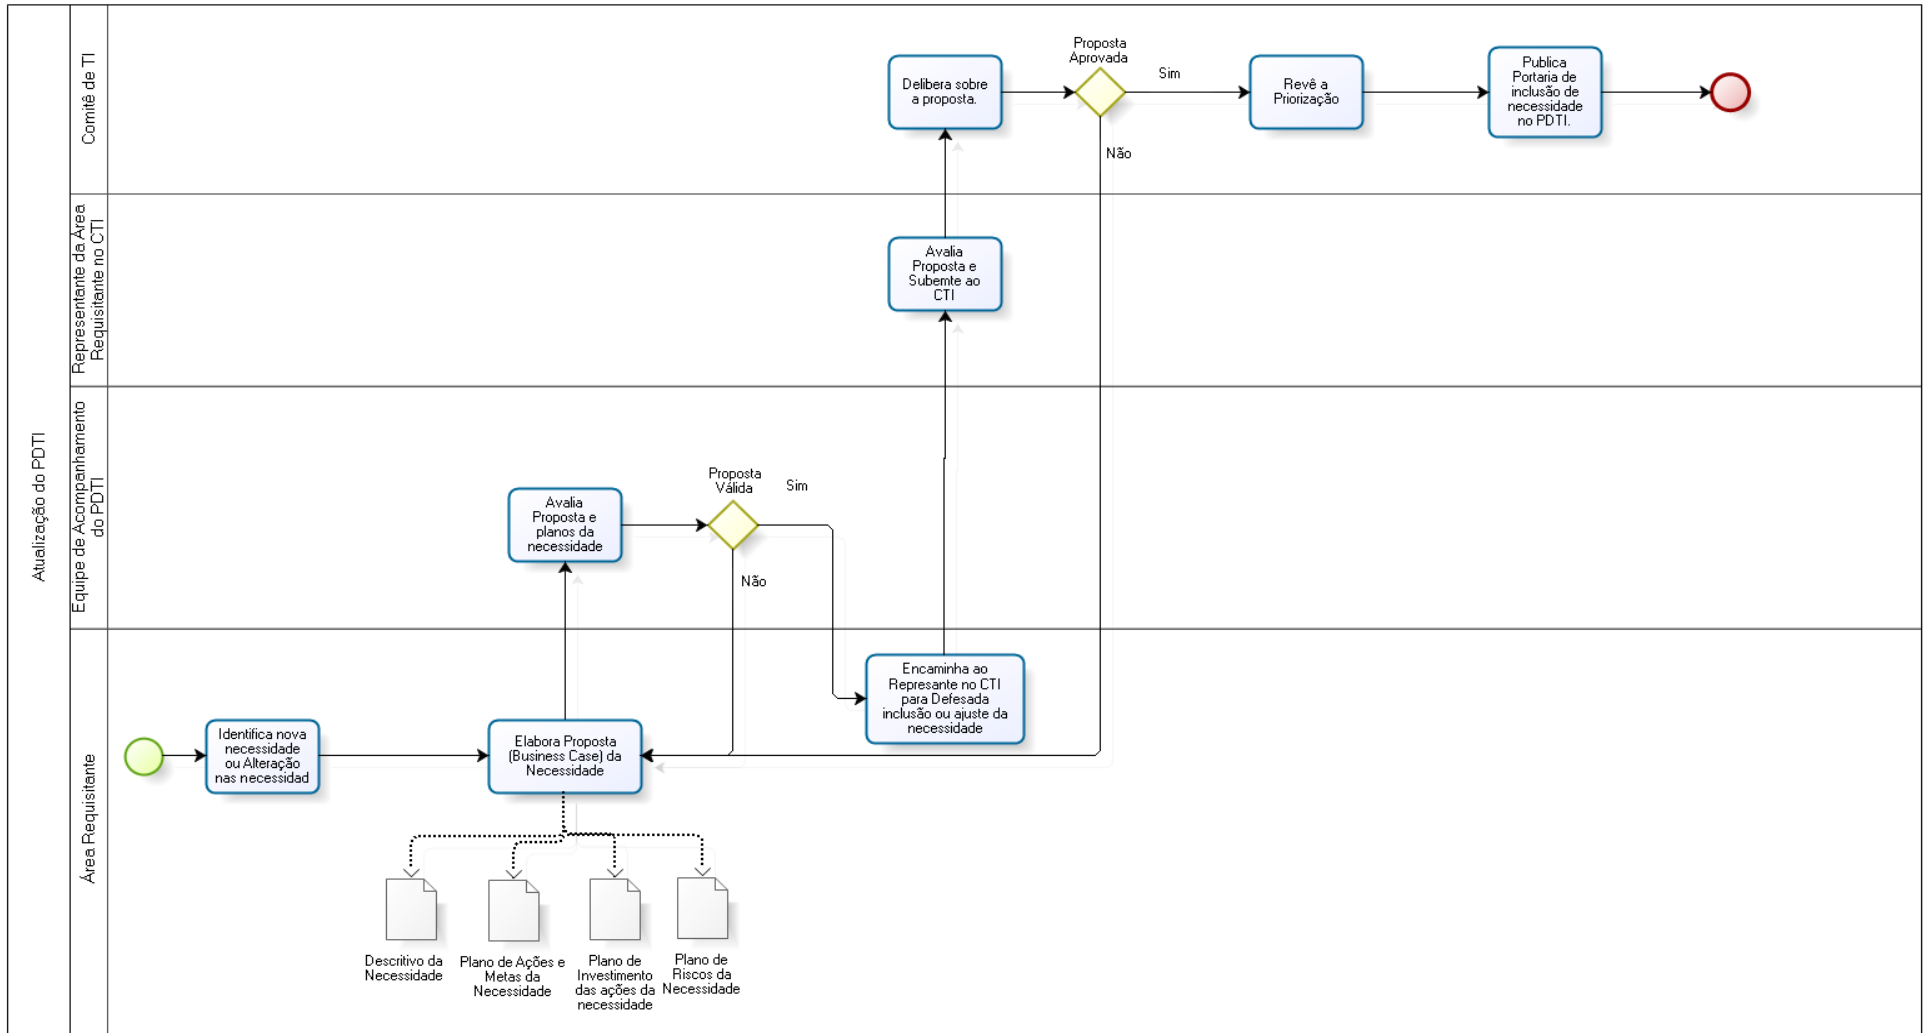 Atualização do PDTI
Comitê de TI
Delibera sobre
a proposta.
Proposta
Aprovada
Sim
Não
Revê a
Priorização
Publica
Portaria de
inclusão de
necessidade
no PDTI.
Representante da Área
Requisitante no CTI
Avalia
Proposta e
Subemte ao
CTI
Equipe de Acompanhamento
do PDTI
Avalia
Proposta e
planos da
necessidade
Proposta
Válida
Sim
Não
Área Requisitante
Identifica nova
necessidade
ou Alteração
nas necessidad
Elabora Proposta
(Business Case) da
Necessidade
Encaminha ao
Represante no CTI
para Defesada
inclusão ou ajuste da
necessidade
Descritivo da
Necessidade
Plano de Ações e
Metas da
Necessidade
Plano de
Investimento
das ações da
necessidade
Plano de
Riscos da
Necessidade